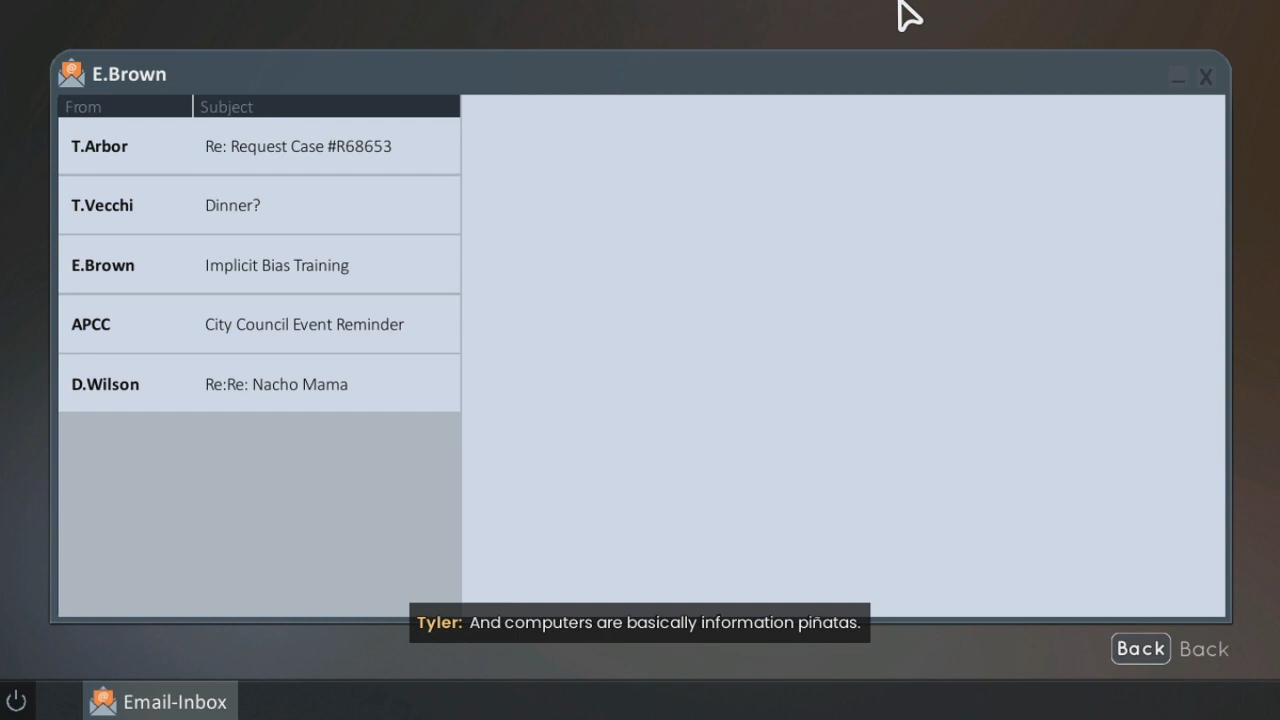 E.Brown
From Subject
T.Arbor Re: Request Case #R68653
T.Vecchi Dinner?
E.Brown Implicit Bias Training
APCC City Council Event Reminder
D.Wilson Re:Re: Nacho Mama
Tyler: And computers are basically information piñatas.
Back Back
Email-Inbox